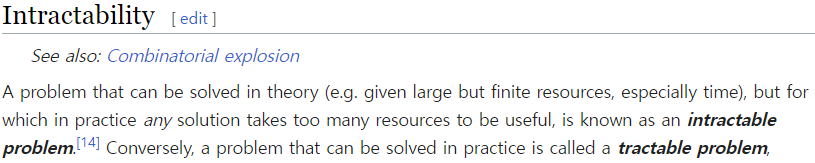 Intractability [ edit ]
See also: Combinatorial explosion
A problem that can be solved in theory (e.g. given large but finite resources, especially time), but for
which in practice any solution takes too many resources to be useful, is known as an intractable
problem.[14] Conversely, a problem that can be solved in practice is called a tractable problem,